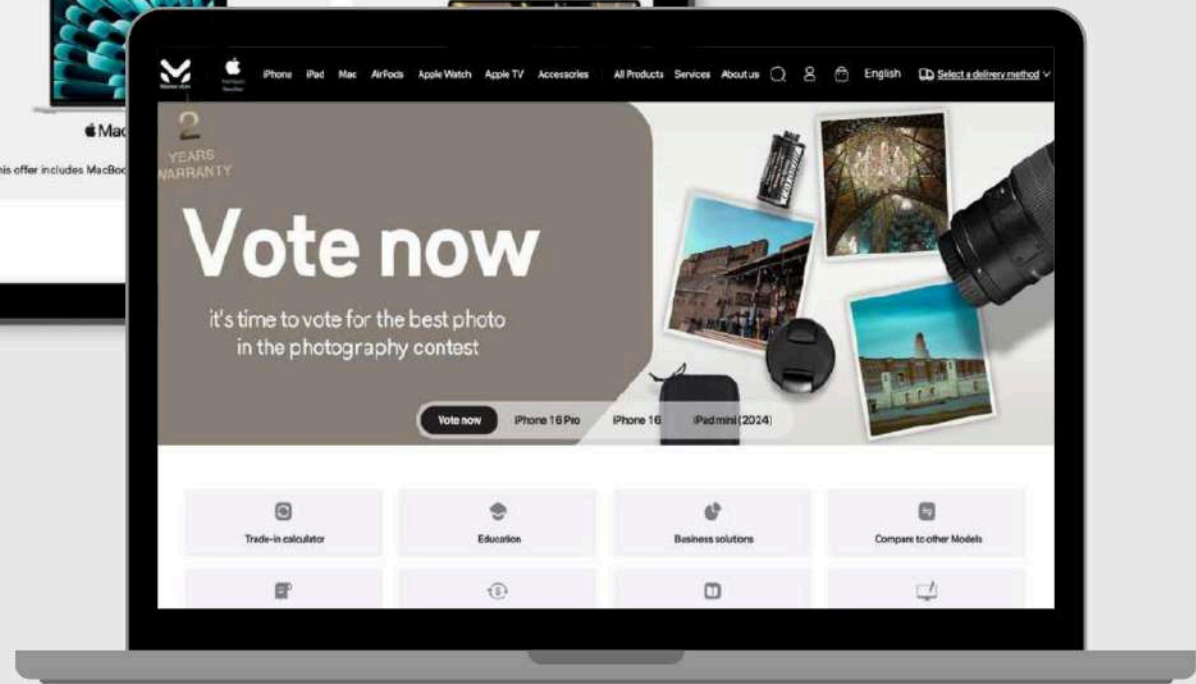 Mac
his offer includes MacBoo
iPhone iPad Mac AirPods Apple Watch Apple TV Accessories All Products Services About us English Select a delivery method
2
YEARS
WARRANTY
Vote now
it's time to vote for the best photo
in the photography contest
Vote now iPhone 16 Pro iPhone 16 iPad mini (2024)
Trade-in calculator Education Business solutions Compare to other Models